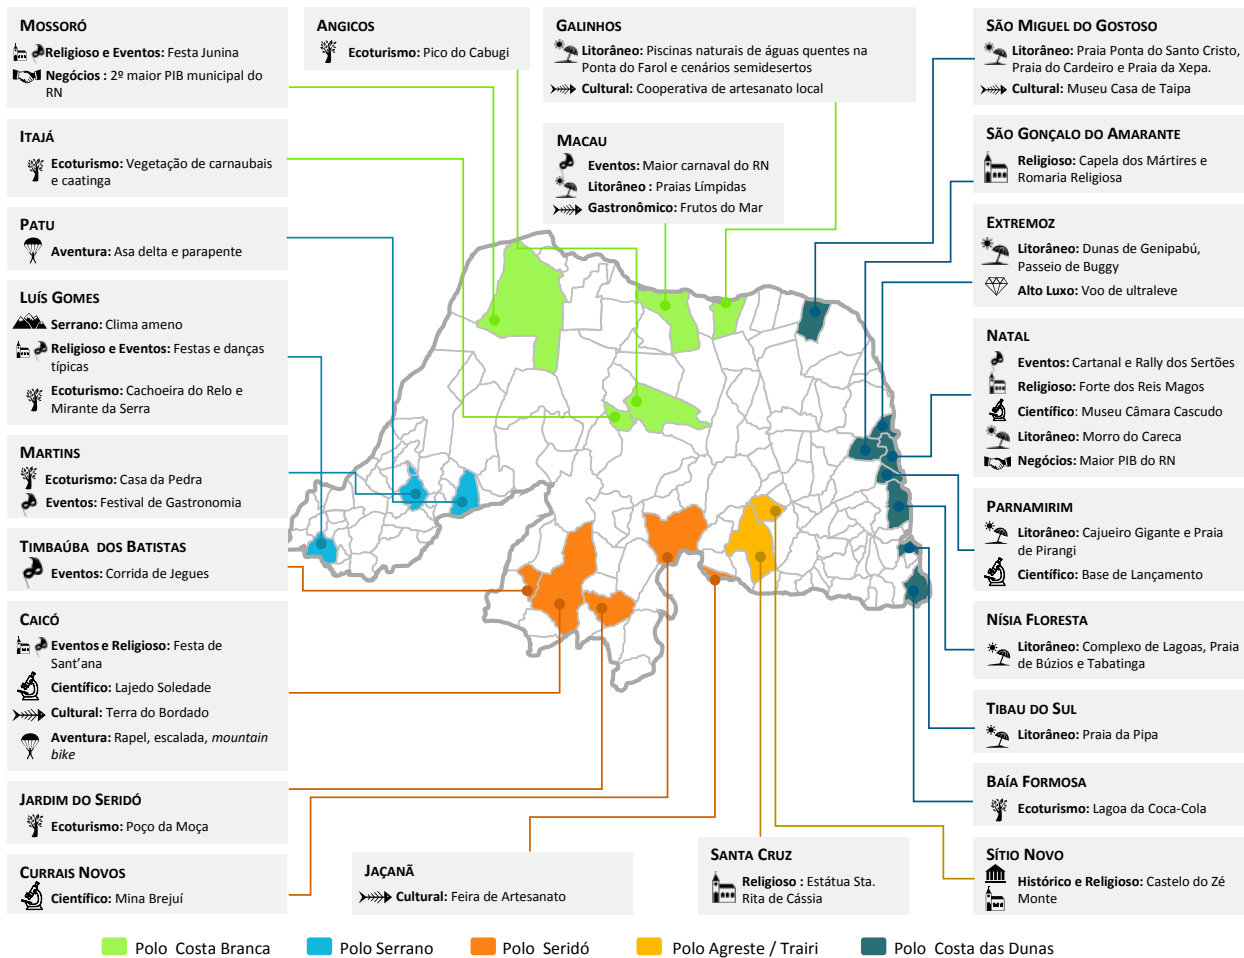 MOSSORÓ
Religioso e Eventos: Festa Junina
Negócios : 2º maior PIB municipal do
RN
ITAJÁ
Ecoturismo: Vegetação de carnaubais
e caatinga
PATU
Aventura: Asa delta e parapente
LUÍS GOMES
Serrano: Clima ameno
Religioso e Eventos: Festas e danças
típicas
Ecoturismo: Cachoeira do Relo e
Mirante da Serra
MARTINS
Ecoturismo: Casa da Pedra
Eventos: Festival de Gastronomia
TIMBAÚBA DOS BATISTAS
Eventos: Corrida de Jegues
CAICÓ
Eventos e Religioso: Festa de
Sant'ana
Científico: Lajedo Soledade
Cultural: Terra do Bordado
Aventura: Rapel, escalada, mountain
bike
JARDIM DO SERIDÓ
Ecoturismo: Poço da Moça
CURRAIS NOVOS
Científico: Mina Brejuí
ANGICOS
Ecoturismo: Pico do Cabugi
GALINHOS
Litorâneo: Piscinas naturais de águas quentes na
Ponta do Farol e cenários semidesertos
Cultural: Cooperativa de artesanato local
MACAU
Eventos: Maior carnaval do RN
Litorâneo : Praias Límpidas
Gastronômico: Frutos do Mar
JAÇANÃ
Cultural: Feira de Artesanato
SANTA CRUZ
Religioso : Estátua Sta.
Rita de Cássia
SÃO MIGUEL DO GOSTOSO
Litorâneo: Praia Ponta do Santo Cristo,
Praia do Cardeiro e Praia da Xepa.
Cultural: Museu Casa de Taipa
SÃO GONÇALO DO AMARANTE
Religioso: Capela dos Mártires e
Romaria Religiosa
EXTREMOZ
Litorâneo: Dunas de Genipabú,
Passeio de Buggy
Alto Luxo: Voo de ultraleve
NATAL
Eventos: Cartanal e Rally dos Sertões
Religioso: Forte dos Reis Magos
Científico: Museu Câmara Cascudo
Litorâneo: Morro do Careca
Negócios: Maior PIB do RN
PARNAMIRIM
Litorâneo: Cajueiro Gigante e Praia
de Pirangi
Científico: Base de Lançamento
NÍSIA FLORESTA
Litorâneo: Complexo de Lagoas, Praia
de Búzios e Tabatinga
TIBAU DO SUL
Litorâneo: Praia da Pipa
BAÍA FORMOSA
Ecoturismo: Lagoa da Coca-Cola
SÍTIO NOVO
Histórico e Religioso: Castelo do Zé
Monte
Polo Costa Branca
Polo Serrano
Polo Seridó
Polo Agreste / Trairi
Polo Costa das Dunas